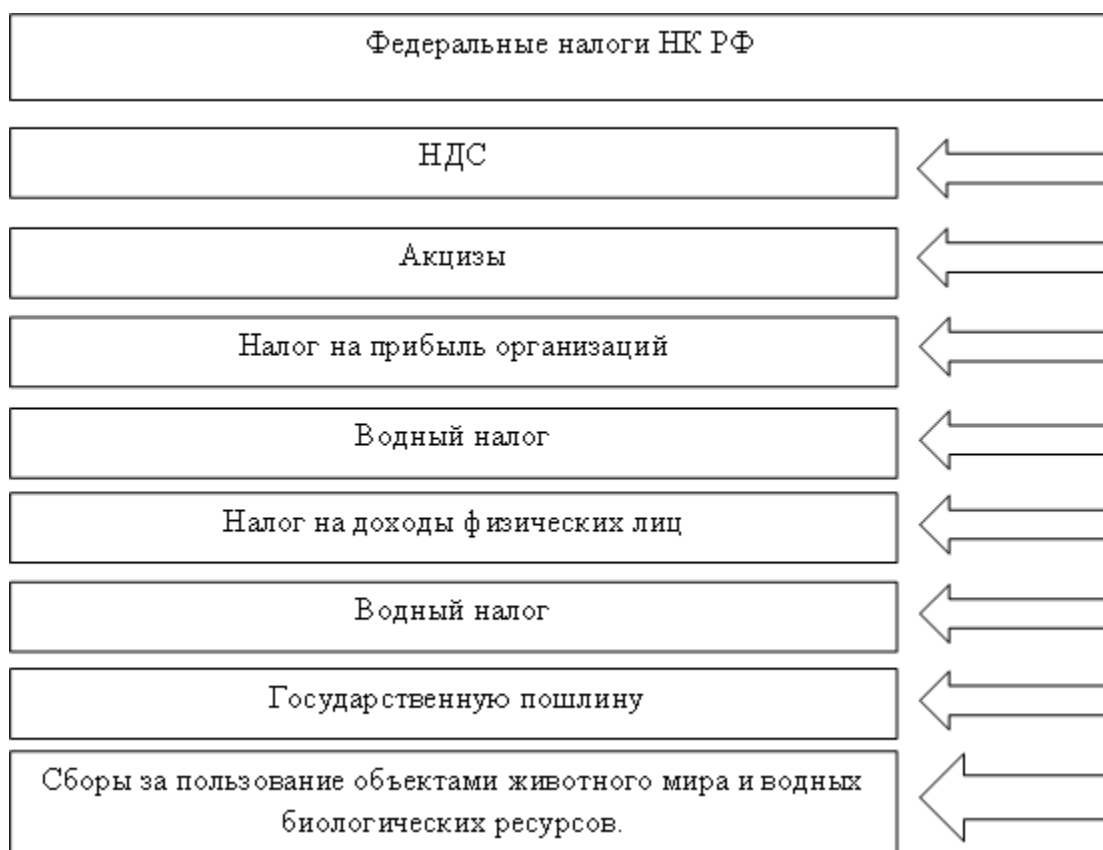 Федеральные налоги НК РФ
НДС
Акцизы
Налог на прибыль организаций
Водный налог
Налог на доходы физических лиц
Водный налог
Государственную пошлину
Сборы за пользование объектами животного мира и водных
биологических ресурсов.